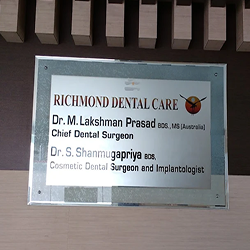 RICHMOND DENTAL CARE
Dr. M. Lakshman Prasad BDS., MS (Australia)
Chief Dental Surgeon
Dr. S. Shanmugapriya BDS,
Cosmetic Dental Surgeon and Implantologist